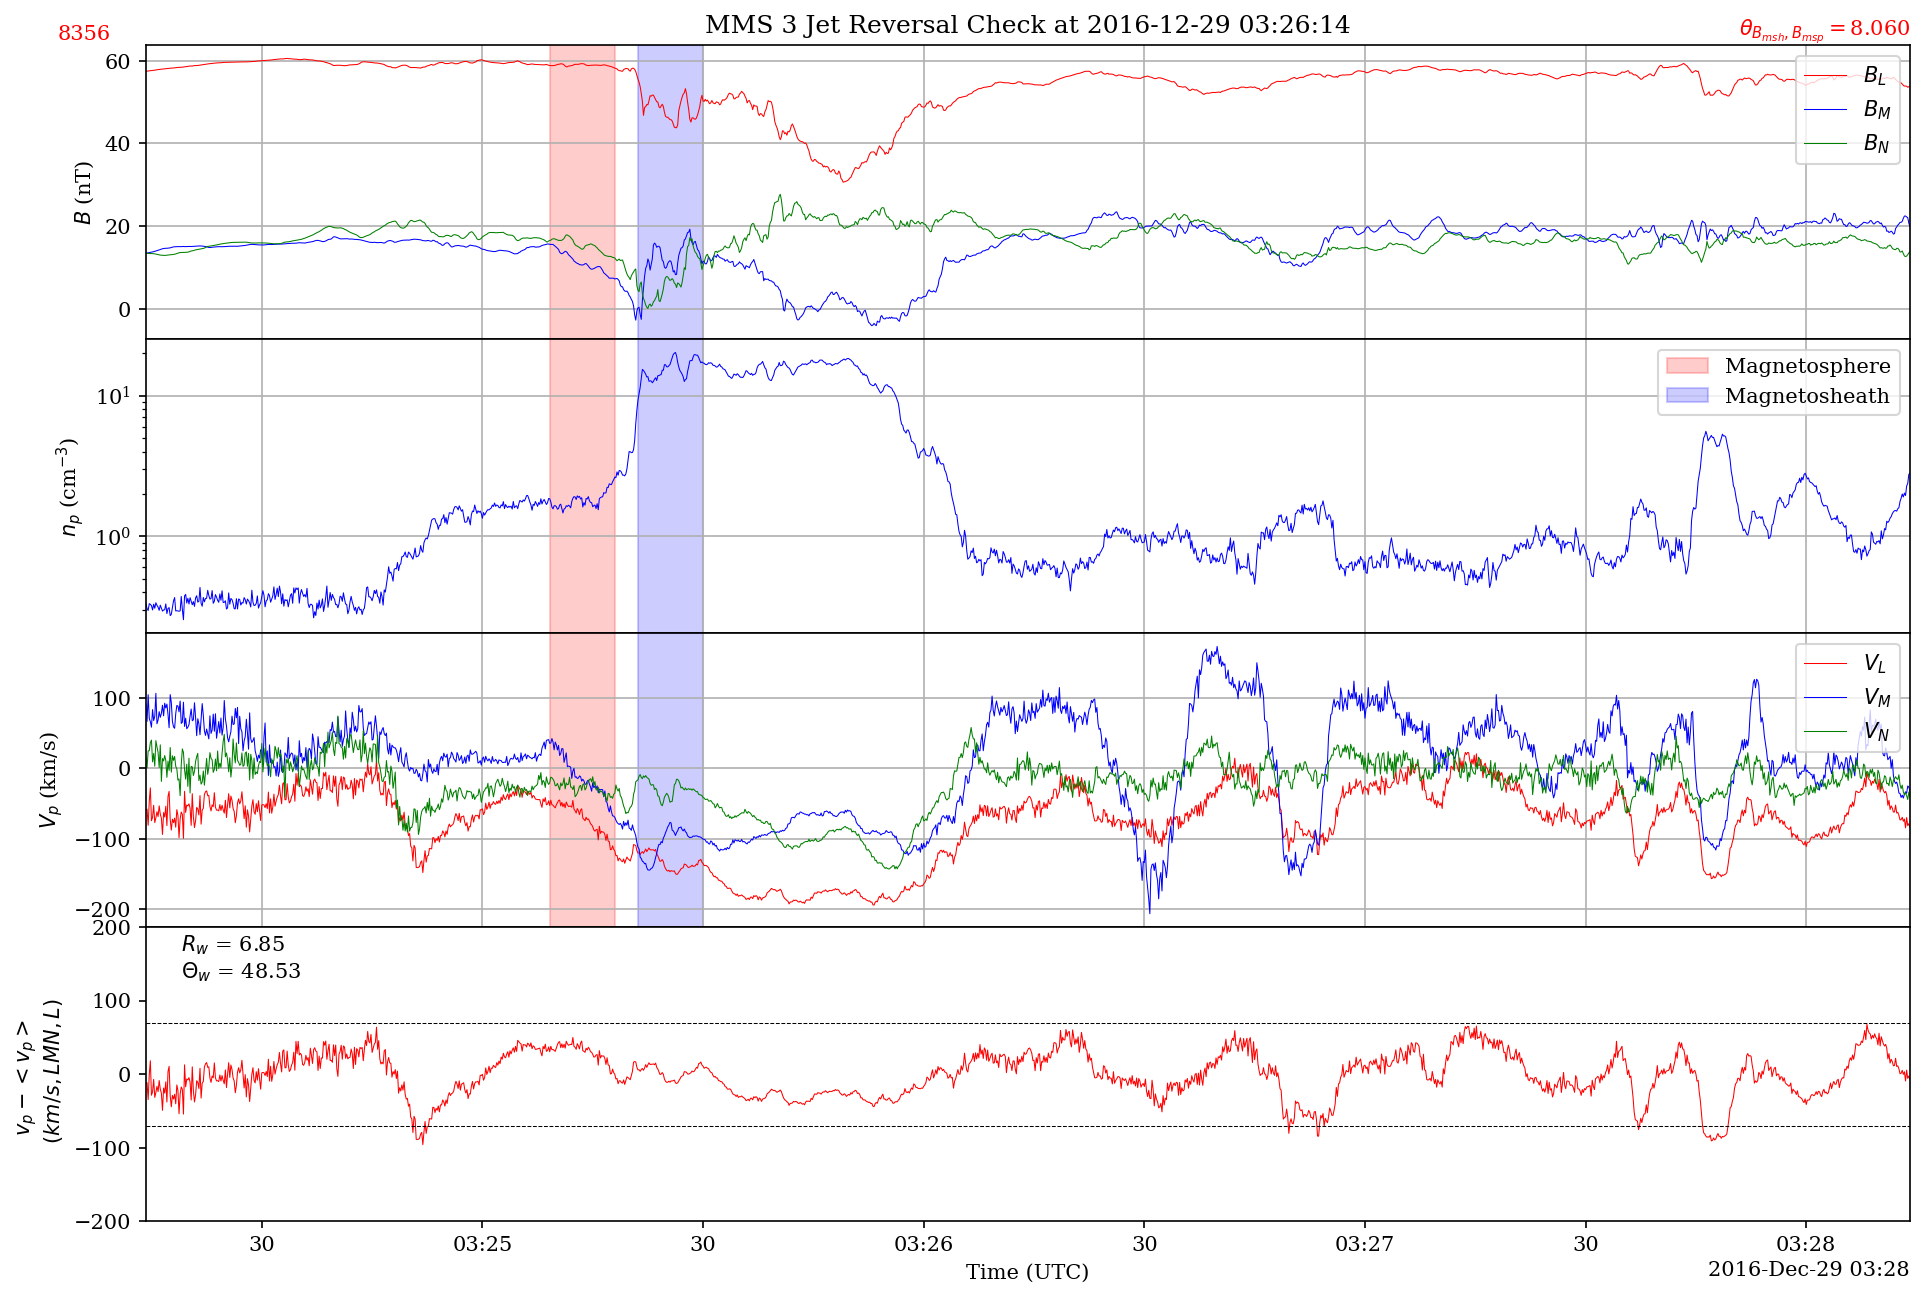 MMS 3 Jet Reversal Check at 2016-12-29 03:26:14
8356
θ_{B_{msh}, B_{msp}} = 8.060
60
40
20
0
B (nT)
B_L
B_M
B_N
10^1
10^0
n_p (cm^{-3})
Magnetosphere
Magnetosheath
100
0
−100
−200
V_p (km/s)
V_L
V_M
V_N
200
100
0
−100
−200
v_p − < v_p >
(km/s, LMN, L)
R_w = 6.85
Θ_w = 48.53
30
03:25
30
03:26
30
03:27
30
03:28
Time (UTC)
2016-Dec-29 03:28